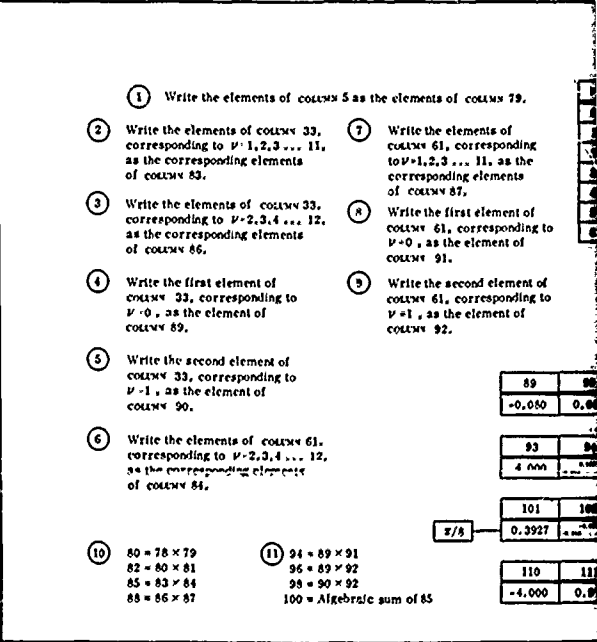 1 Write the elements of COLUMN 5 as the elements of COLUMN 79.
2 Write the elements of COLUMN 33,
corresponding to ν=1,2,3 ... 11,
as the corresponding elements
of COLUMN 83.
3 Write the elements of COLUMN 33,
corresponding to ν=2,3,4 ... 12,
as the corresponding elements
of COLUMN 86.
4 Write the first element of
COLUMN 33, corresponding to
ν=0, as the element of
COLUMN 89.
5 Write the second element of
COLUMN 33, corresponding to
ν=1, as the element of
COLUMN 90.
6 Write the elements of COLUMN 61,
corresponding to ν=2,3,4 ... 12,
as the corresponding elements
of COLUMN 84.
7 Write the elements of
COLUMN 61, corresponding
to ν=1,2,3 ... 11, as the
corresponding elements
of COLUMN 87.
8 Write the first element of
COLUMN 61, corresponding to
ν=0, as the element of
COLUMN 91.
9 Write the second element of
COLUMN 61, corresponding to
ν=1, as the element of
COLUMN 92.
10 80 = 78 × 79
82 = 80 × 81
85 = 83 × 84
88 = 86 × 87
11 94 = 89 × 91
96 = 89 × 92
98 = 90 × 92
100 = Algebraic sum of 85
89
-0.080
93
4.000
101
π/8 0.3927
110
-4.000